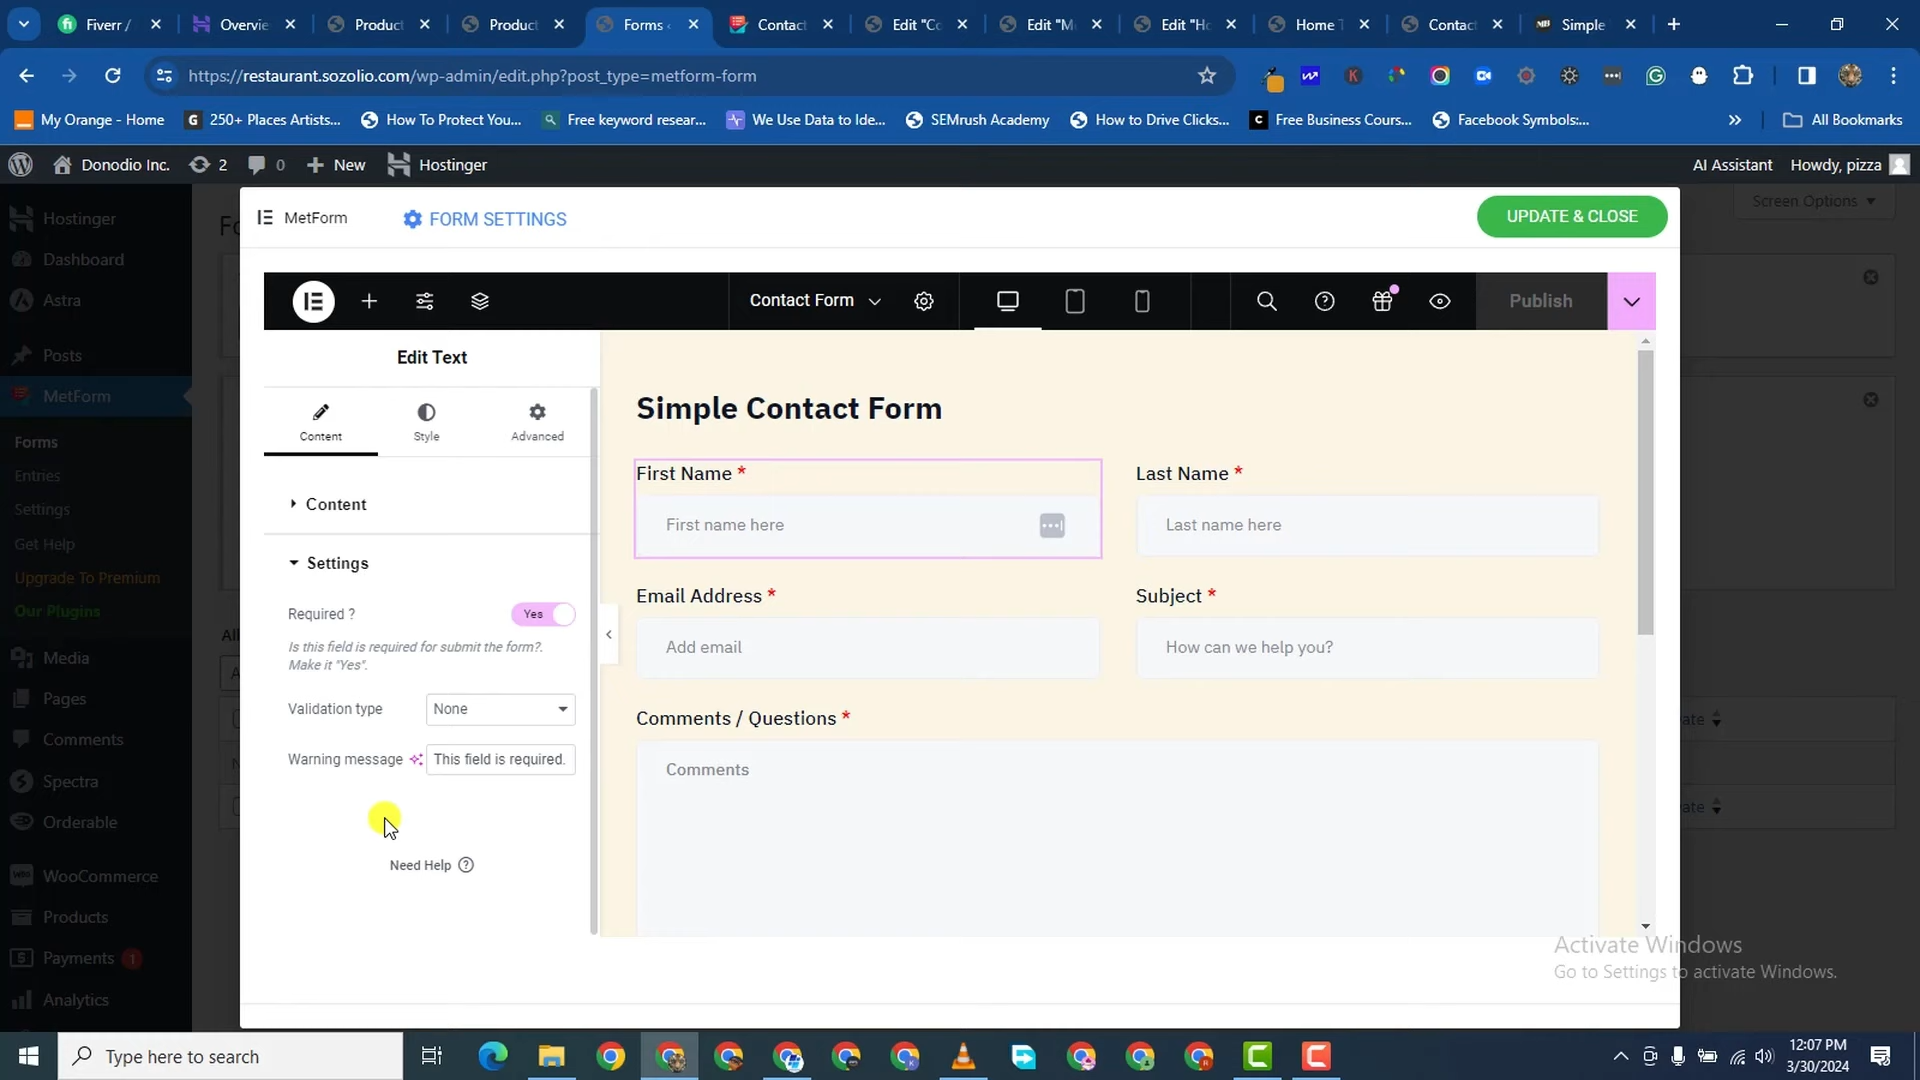 Fiverr /
Overvie
Product
Product
Forms
Contact
Edit "Co
Edit "M
Edit "Ho
Home T
Contact
Simple
https://restaurant.sozolio.com/wp-admin/edit.php?post_type=metform-form
My Orange - Home
250+ Places Artists...
How To Protect You...
Free keyword resear...
We Use Data to Ide...
SEMrush Academy
How to Drive Clicks...
Free Business Cours...
Facebook Symbols:...
All Bookmarks
Donodio Inc.
2
0
New
Hostinger
AI Assistant
Howdy, pizza
Hostinger
Dashboard
Astra
Posts
MetForm
Forms
Entries
Settings
Get Help
Upgrade To Premium
Our Plugins
Media
Pages
Comments
Spectra
Orderable
WooCommerce
Products
Payments 1
Analytics
Screen Options
MetForm
FORM SETTINGS
UPDATE & CLOSE
Contact Form
Publish
Edit Text
Content
Style
Advanced
Content
Settings
Required ?
Yes
Is this field is required for submit the form?.
Make it "Yes".
Validation type
None
Warning message
This field is required.
Need Help
Simple Contact Form
First Name *
Last Name *
First name here
Last name here
Email Address *
Subject *
Add email
How can we help you?
Comments / Questions *
Comments
Activate Windows
Go to Settings to activate Windows.
Type here to search
12:07 PM
3/30/2024